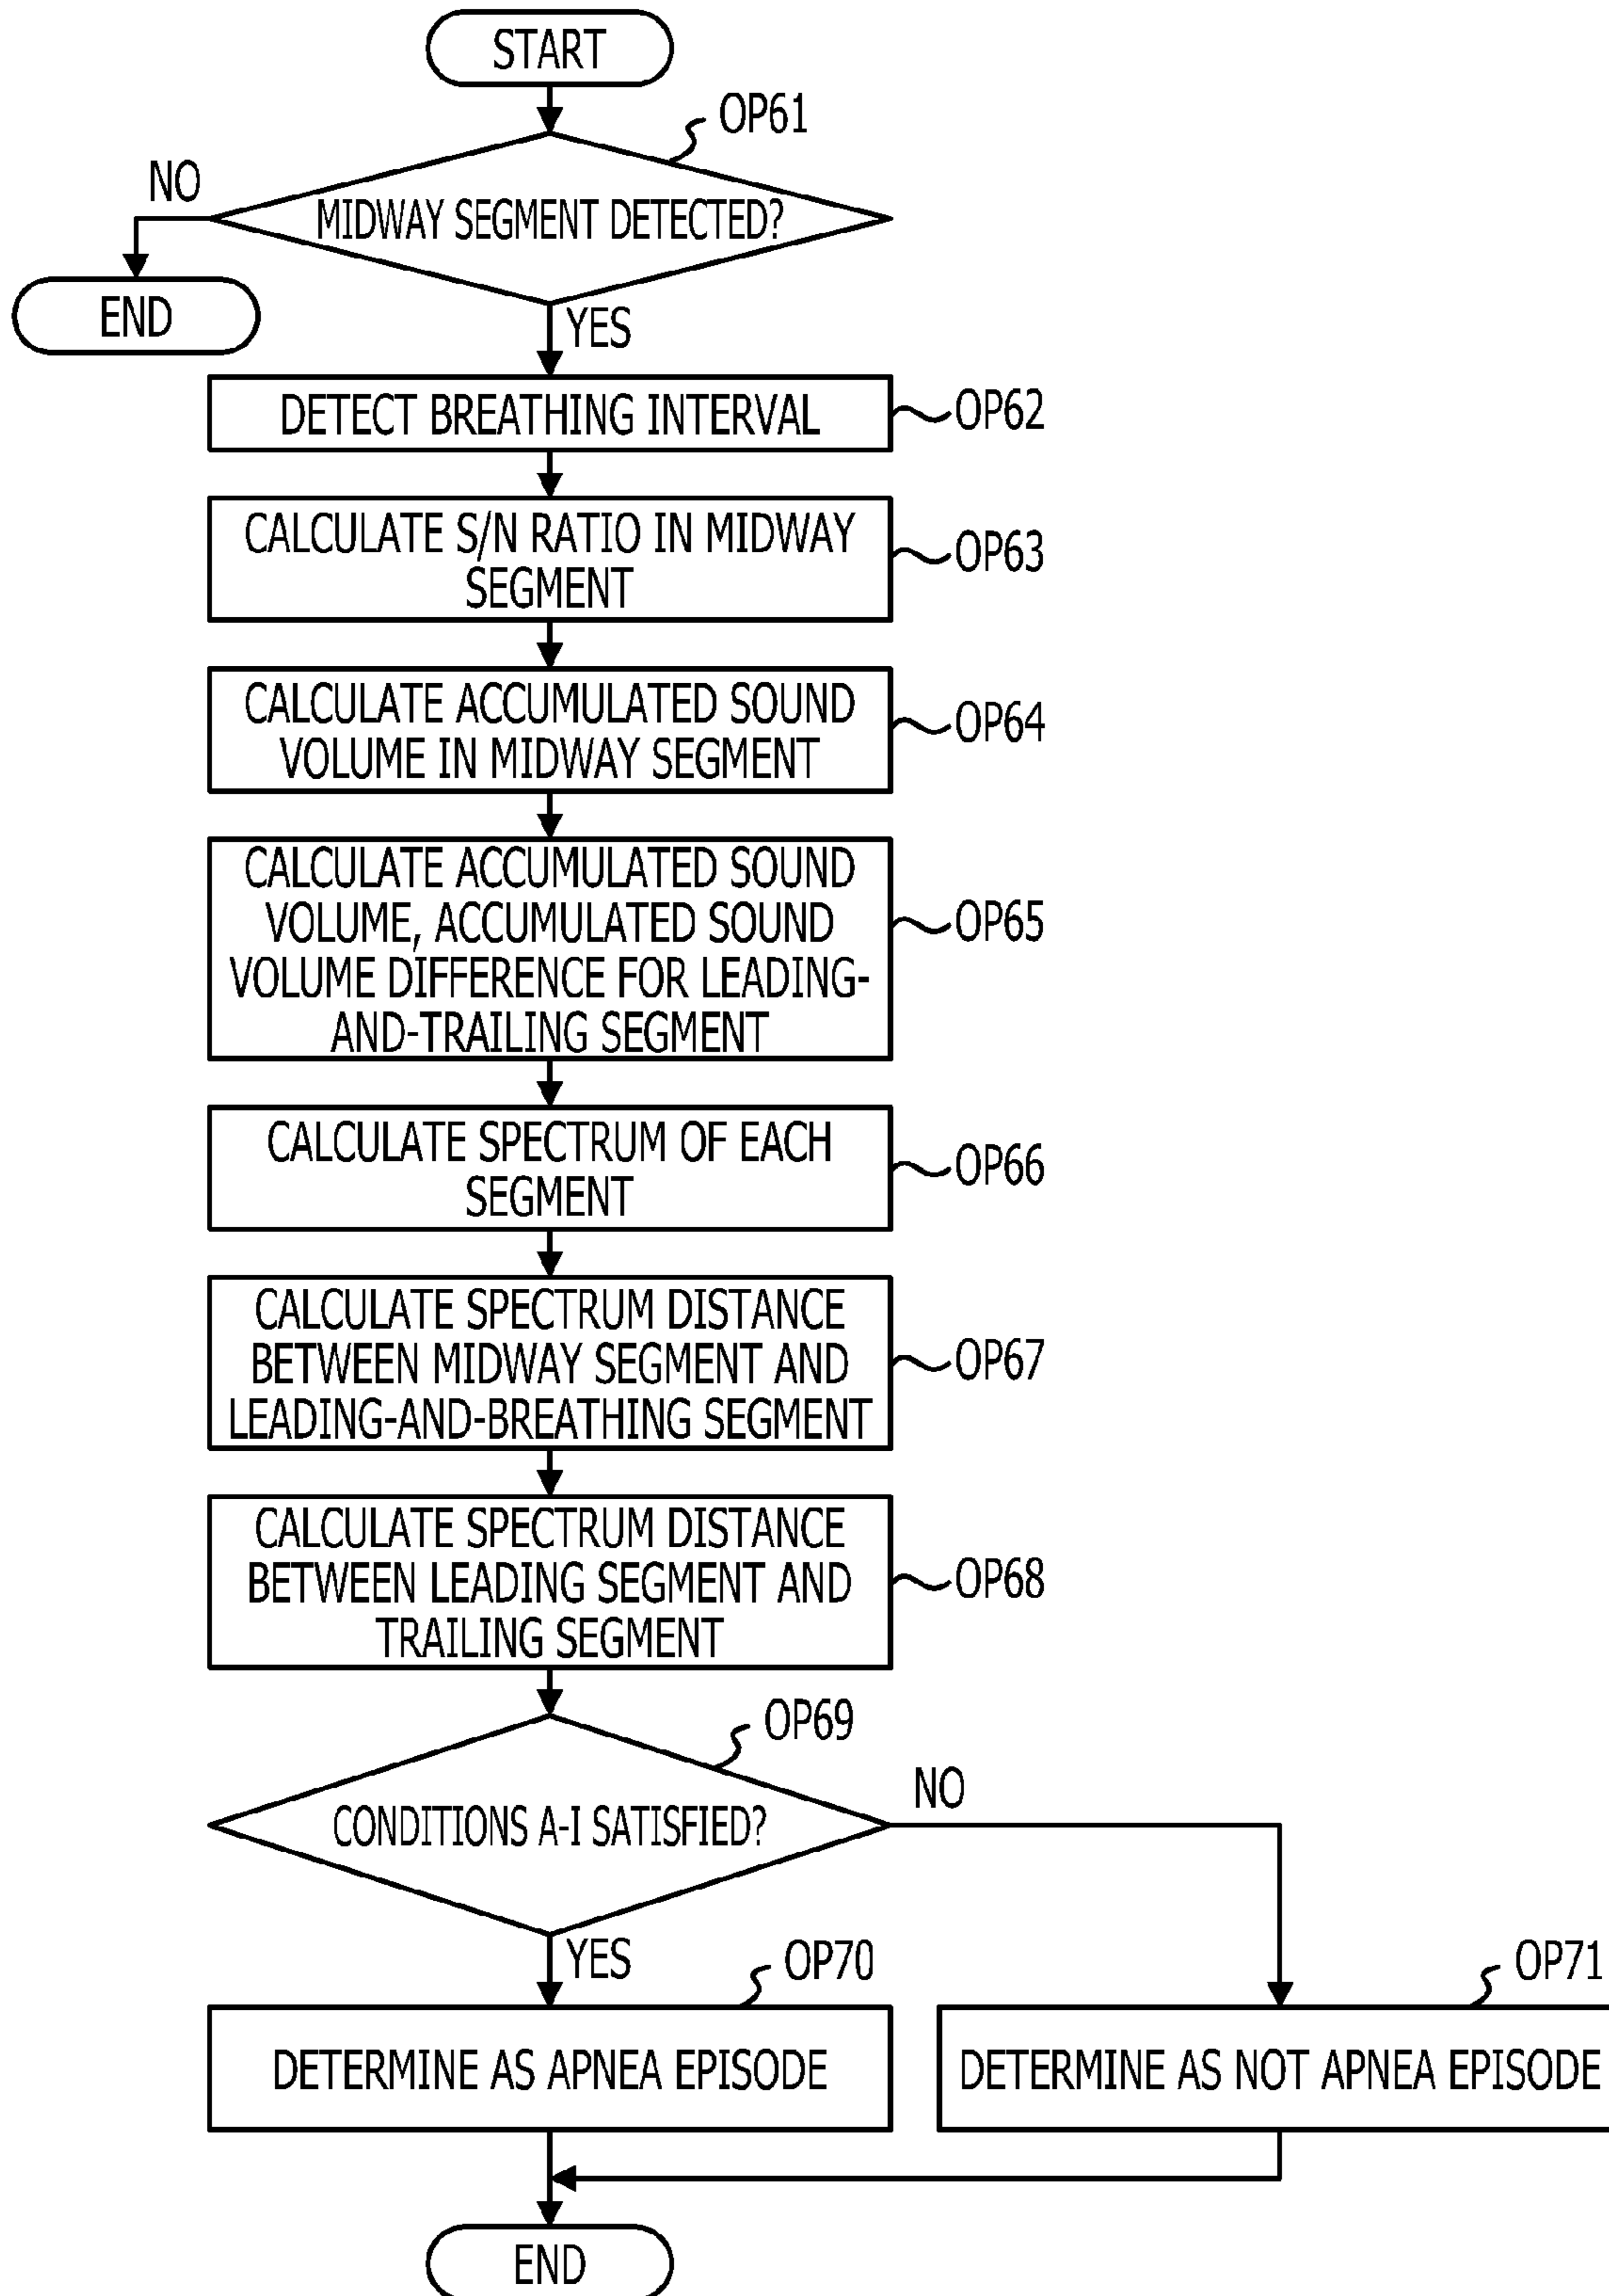 START
OP61
NO
MIDWAY SEGMENT DETECTED?
END
YES
DETECT BREATHING INTERVAL
OP62
CALCULATE S/N RATIO IN MIDWAY
SEGMENT
OP63
CALCULATE ACCUMULATED SOUND
VOLUME IN MIDWAY SEGMENT
OP64
CALCULATE ACCUMULATED SOUND
VOLUME, ACCUMULATED SOUND
VOLUME DIFFERENCE FOR LEADING-
AND-TRAILING SEGMENT
OP65
CALCULATE SPECTRUM OF EACH
SEGMENT
OP66
CALCULATE SPECTRUM DISTANCE
BETWEEN MIDWAY SEGMENT AND
LEADING-AND-BREATHING SEGMENT
OP67
CALCULATE SPECTRUM DISTANCE
BETWEEN LEADING SEGMENT AND
TRAILING SEGMENT
OP68
OP69
NO
CONDITIONS A-I SATISFIED?
YES
OP70
OP71
DETERMINE AS APNEA EPISODE
DETERMINE AS NOT APNEA EPISODE
END